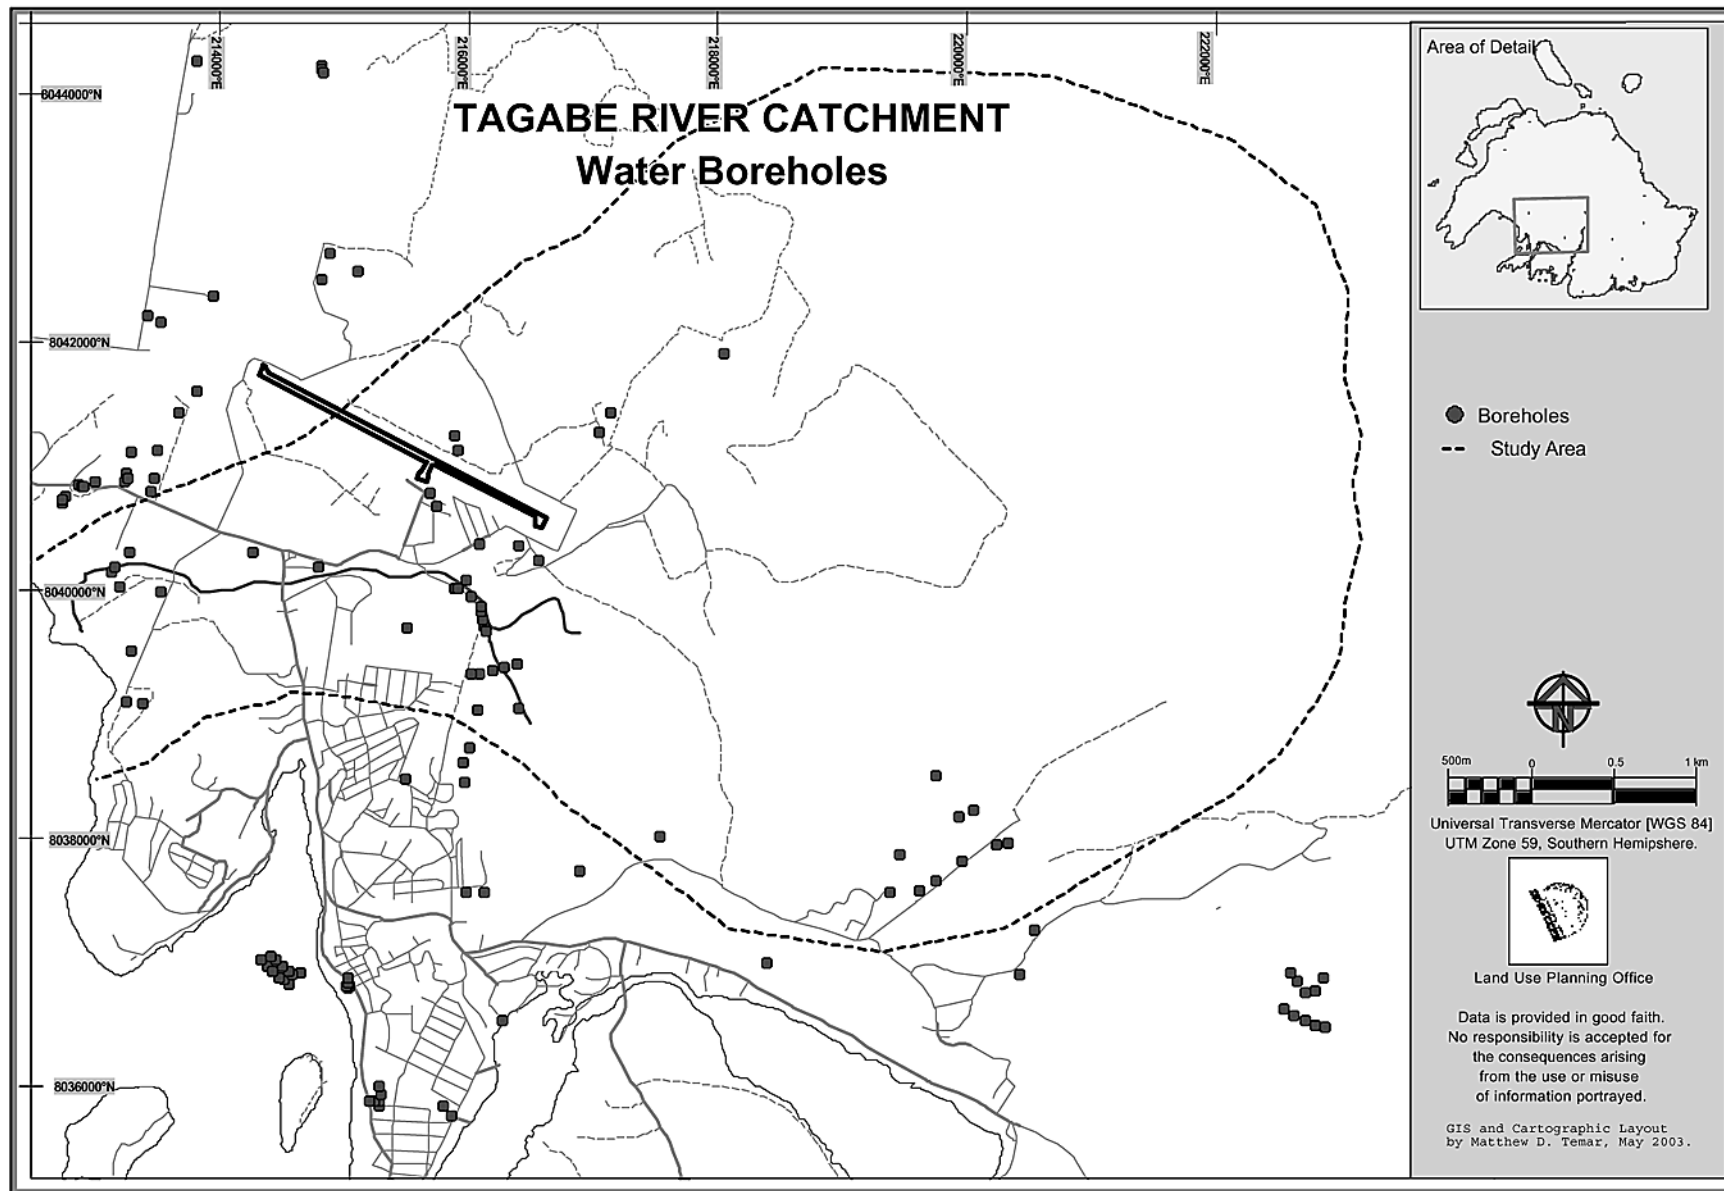 214000°E
216000°E
218000°E
220000°E
222000°E
8044000°N
TAGABE RIVER CATCHMENT
Water Boreholes
8042000°N
8040000°N
8038000°N
8036000°N
Area of Detail
Boreholes
Study Area
N
500m 0 0.5 1 km
Universal Transverse Mercator [WGS 84]
UTM Zone 59, Southern Hemipshere.
Land Use Planning Office
Data is provided in good faith.
No responsibility is accepted for
the consequences arising
from the use or misuse
of information portrayed.
GIS and Cartographic Layout
by Matthew D. Temar, May 2003.